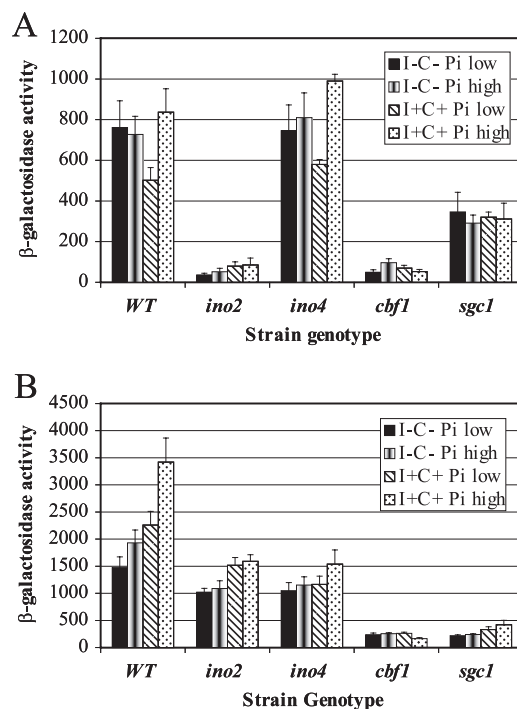 A
1200
1000
800
600
400
200
0
β-galactosidase activity
I-C- Pi low
I-C- Pi high
I+C+ Pi low
I+C+ Pi high
WT ino2 ino4 cbf1 sgc1
Strain genotype
B
4500
4000
3500
3000
2500
2000
1500
1000
500
0
β-galactosidase activity
I-C- Pi low
I-C- Pi high
I+C+ Pi low
I+C+ Pi high
WT ino2 ino4 cbf1 sgc1
Strain Genotype